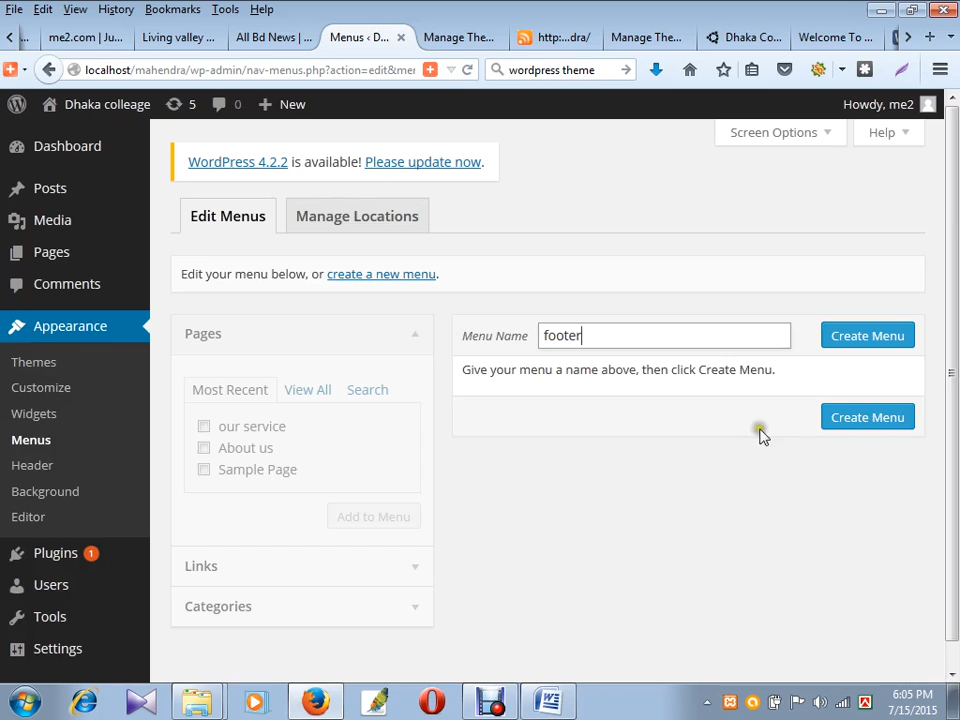 File Edit View History Bookmarks Tools Help
... me2.com | Ju... Living valley ... All Bd News | ... Menus ‹ D... Manage The... http:...dra/ Manage The... Dhaka Co... Welcome To ...
localhost/mahendra/wp-admin/nav-menus.php?action=edit&me wordpress theme
Dhaka colleage 5 0 New Howdy, me2
Screen Options Help
Dashboard
Posts
Media
Pages
Comments
Appearance
Themes
Customize
Widgets
Menus
Header
Background
Editor
Plugins 1
Users
Tools
Settings
WordPress 4.2.2 is available! Please update now.
Edit Menus Manage Locations
Edit your menu below, or create a new menu.
Pages
Most Recent View All Search
our service
About us
Sample Page
Add to Menu
Links
Categories
Menu Name footer Create Menu
Give your menu a name above, then click Create Menu.
Create Menu
6:05 PM
7/15/2015